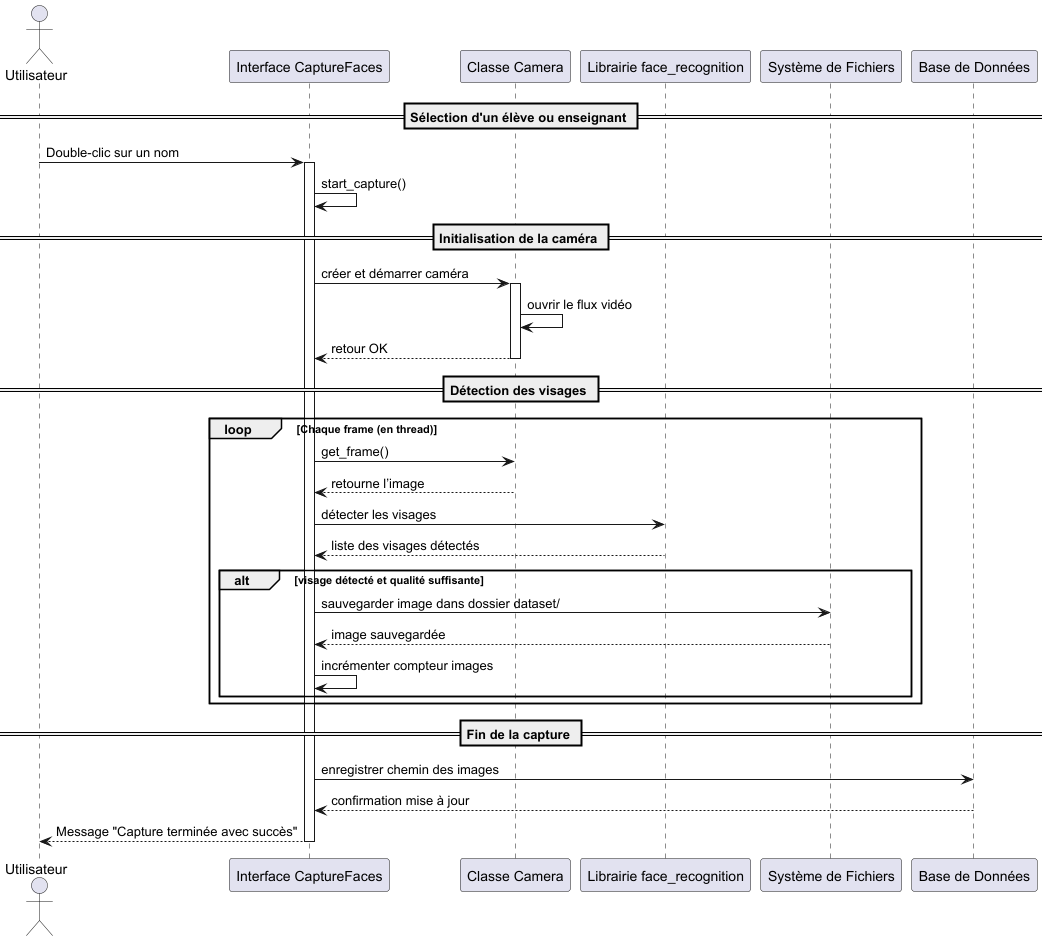 Utilisateur
Interface CaptureFaces
Classe Camera
Librairie face_recognition
Système de Fichiers
Base de Données
Sélection d'un élève ou enseignant
Double-clic sur un nom
start_capture()
Initialisation de la caméra
créer et démarrer caméra
ouvrir le flux vidéo
retour OK
Détection des visages
loop
[Chaque frame (en thread)]
get_frame()
retourne l'image
détecter les visages
liste des visages détectés
alt
[visage détecté et qualité suffisante]
sauvegarder image dans dossier dataset/
image sauvegardée
incrémenter compteur images
Fin de la capture
enregistrer chemin des images
confirmation mise à jour
Message "Capture terminée avec succès"
Utilisateur
Interface CaptureFaces
Classe Camera
Librairie face_recognition
Système de Fichiers
Base de Données